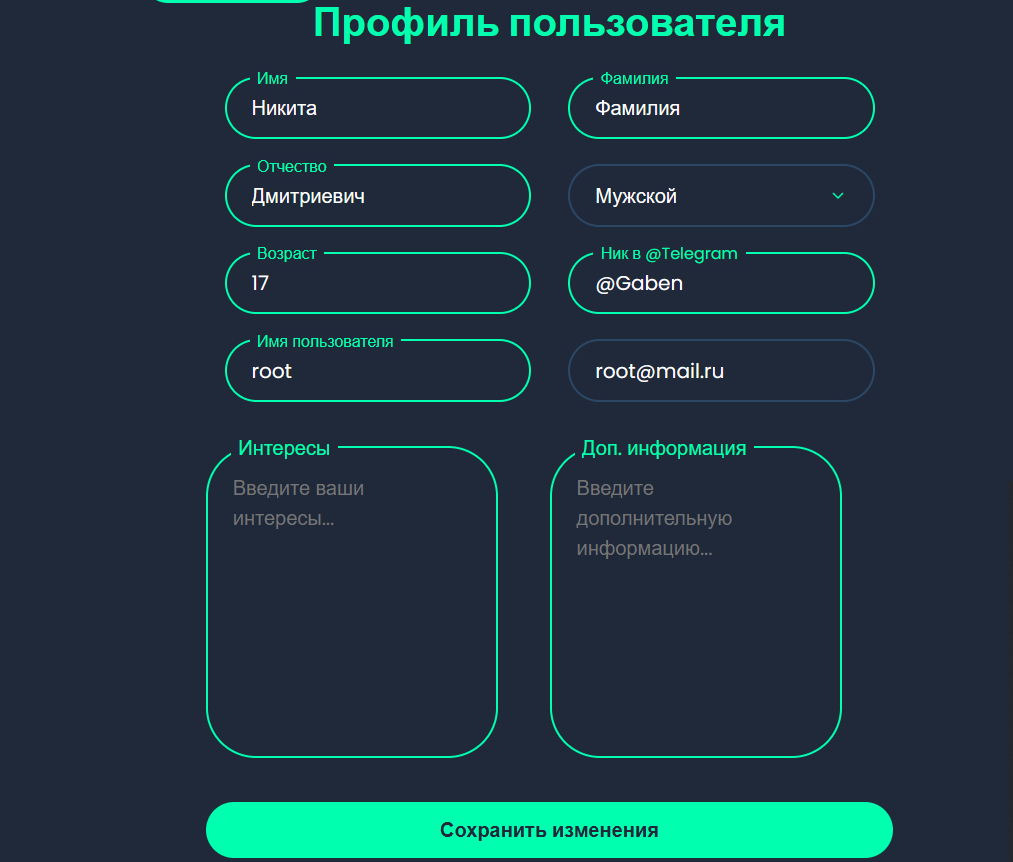 Профиль пользователя
Имя
Никита
Фамилия
Фамилия
Отчество
Дмитриевич
Мужской
Возраст
17
Ник в @Telegram
@Gaben
Имя пользователя
root
root@mail.ru
Интересы
Введите ваши
интересы...
Доп. информация
Введите
дополнительную
информацию...
Сохранить изменения